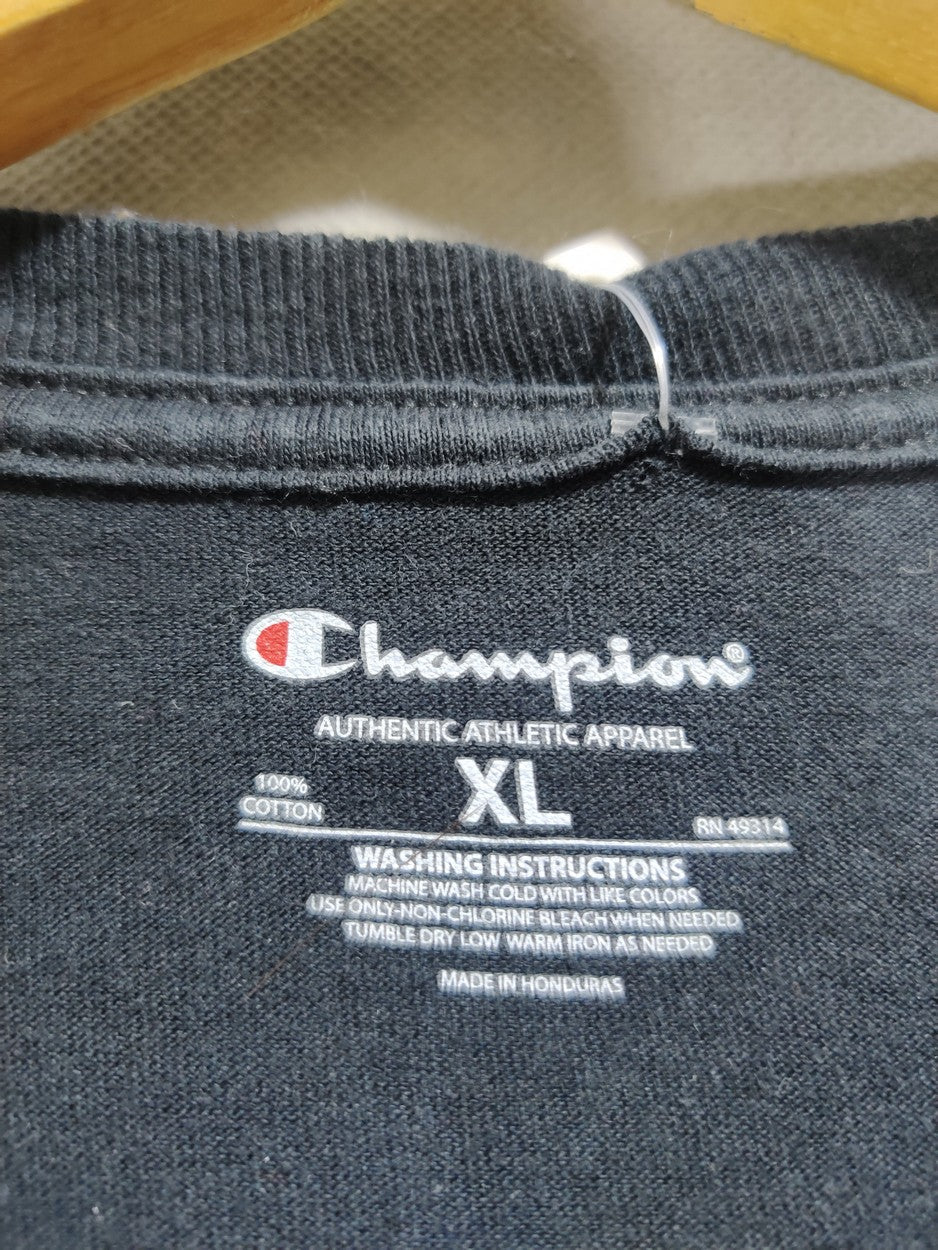 Champion®
AUTHENTIC ATHLETIC APPAREL
XL
100%
COTTON
RN 49314
WASHING INSTRUCTIONS
MACHINE WASH COLD WITH LIKE COLORS
USE ONLY-NON-CHLORINE BLEACH WHEN NEEDED
TUMBLE DRY LOW WARM IRON AS NEEDED
MADE IN HONDURAS